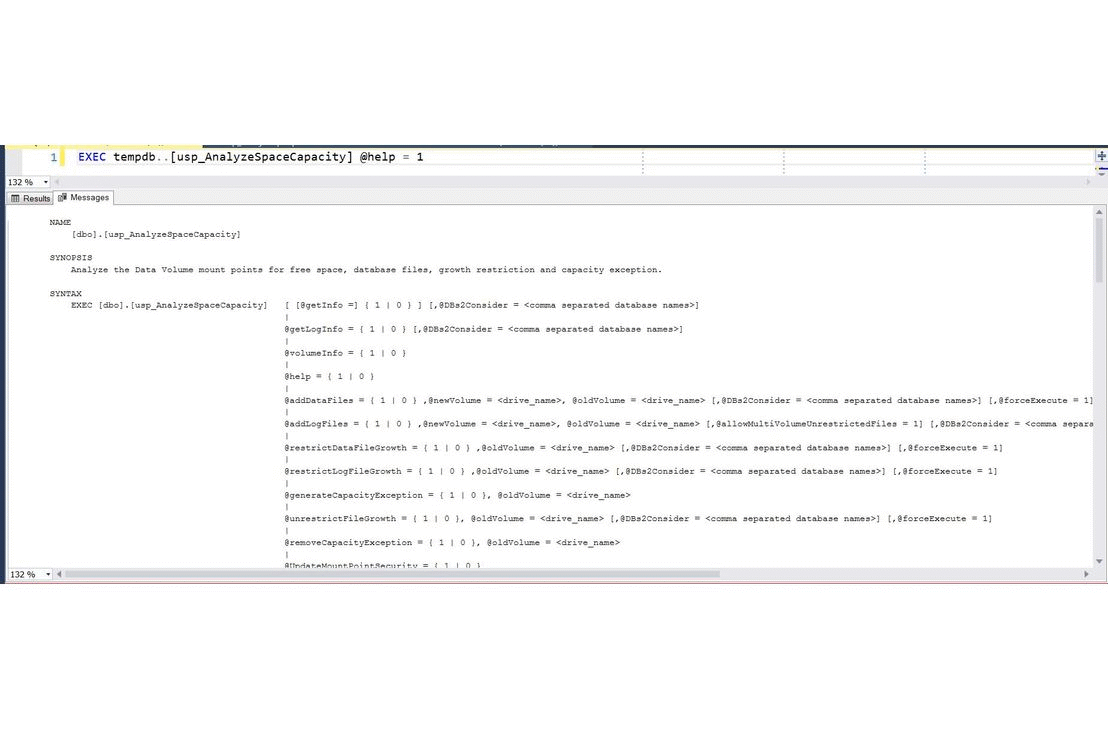 1 EXEC tempdb..[usp_AnalyzeSpaceCapacity] @help = 1
132 %
Results Messages
NAME
[dbo].[usp_AnalyzeSpaceCapacity]
SYNOPSIS
Analyze the Data Volume mount points for free space, database files, growth restriction and capacity exception.
SYNTAX
EXEC [dbo].[usp_AnalyzeSpaceCapacity] [ [@getInfo =] { 1 | 0 } ] [,@DBs2Consider = <comma separated database names>]
|
@getLogInfo = { 1 | 0 } [,@DBs2Consider = <comma separated database names>]
|
@volumeInfo = { 1 | 0 }
|
@help = { 1 | 0 }
|
@addDataFiles = { 1 | 0 } ,@newVolume = <drive_name>, @oldVolume = <drive_name> [,@DBs2Consider = <comma separated database names>] [,@forceExecute = 1]
|
@addLogFiles = { 1 | 0 } ,@newVolume = <drive_name>, @oldVolume = <drive_name> [,@allowMultiVolumeUnrestrictedFiles = 1] [,@DBs2Consider = <comma separa
|
@restrictDataFileGrowth = { 1 | 0 } ,@oldVolume = <drive_name> [,@DBs2Consider = <comma separated database names>] [,@forceExecute = 1]
|
@restrictLogFileGrowth = { 1 | 0 } ,@oldVolume = <drive_name> [,@DBs2Consider = <comma separated database names>] [,@forceExecute = 1]
|
@generateCapacityException = { 1 | 0 }, @oldVolume = <drive_name>
|
@unrestrictFileGrowth = { 1 | 0 }, @oldVolume = <drive_name> [,@DBs2Consider = <comma separated database names>] [,@forceExecute = 1]
|
@removeCapacityException = { 1 | 0 }, @oldVolume = <drive_name>
|
@UpdateMountPointSecurity = { 1 | 0 }
132 %